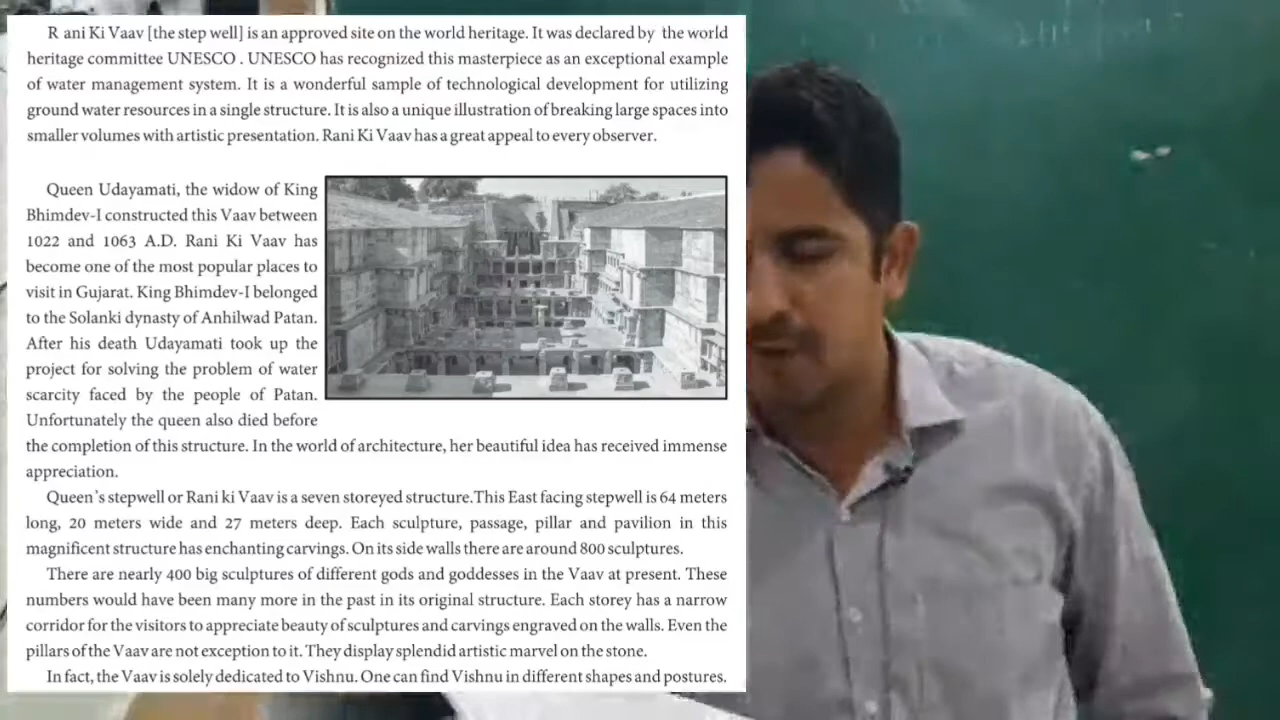 R ani Ki Vaav [the step well] is an approved site on the world heritage. It was declared by the world
heritage committee UNESCO . UNESCO has recognized this masterpiece as an exceptional example
of water management system. It is a wonderful sample of technological development for utilizing
ground water resources in a single structure. It is also a unique illustration of breaking large spaces into
smaller volumes with artistic presentation. Rani Ki Vaav has a great appeal to every observer.
Queen Udayamati, the widow of King
Bhimdev-I constructed this Vaav between
1022 and 1063 A.D. Rani Ki Vaav has
become one of the most popular places to
visit in Gujarat. King Bhimdev-I belonged
to the Solanki dynasty of Anhilwad Patan.
After his death Udayamati took up the
project for solving the problem of water
scarcity faced by the people of Patan.
Unfortunately the queen also died before
the completion of this structure. In the world of architecture, her beautiful idea has received immense
appreciation.
Queen's stepwell or Rani ki Vaav is a seven storeyed structure.This East facing stepwell is 64 meters
long, 20 meters wide and 27 meters deep. Each sculpture, passage, pillar and pavilion in this
magnificent structure has enchanting carvings. On its side walls there are around 800 sculptures.
There are nearly 400 big sculptures of different gods and goddesses in the Vaav at present. These
numbers would have been many more in the past in its original structure. Each storey has a narrow
corridor for the visitors to appreciate beauty of sculptures and carvings engraved on the walls. Even the
pillars of the Vaav are not exception to it. They display splendid artistic marvel on the stone.
In fact, the Vaav is solely dedicated to Vishnu. One can find Vishnu in different shapes and postures.